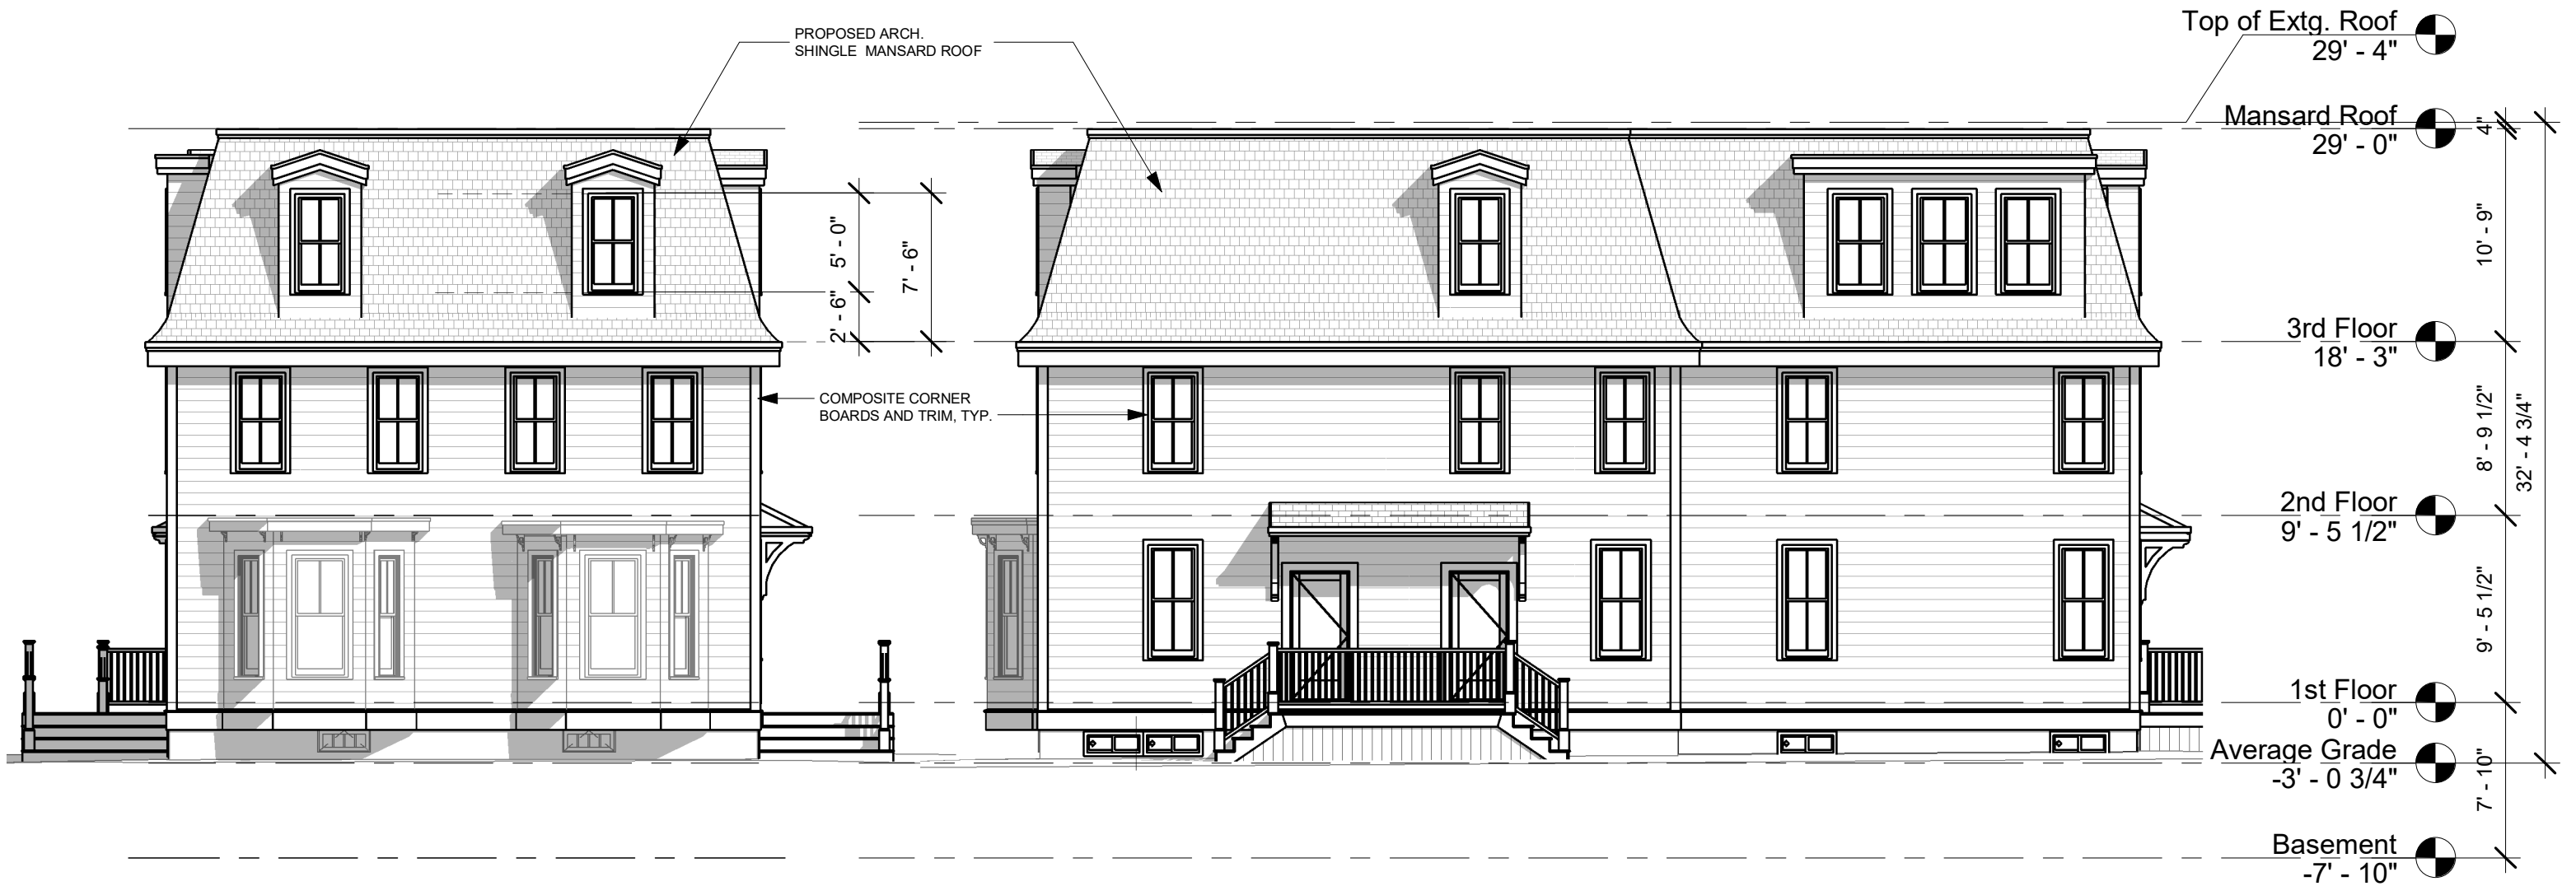 PROPOSED ARCH.
SHINGLE MANSARD ROOF
Top of Extg. Roof
29' - 4"
Mansard Roof
29' - 0"
4"
10' - 9"
5' - 0"
2' - 6"
7' - 6"
3rd Floor
18' - 3"
COMPOSITE CORNER
BOARDS AND TRIM, TYP.
8' - 9 1/2"
32' - 4 3/4"
2nd Floor
9' - 5 1/2"
9' - 5 1/2"
1st Floor
0' - 0"
Average Grade
-3' - 0 3/4"
7' - 10"
Basement
-7' - 10"